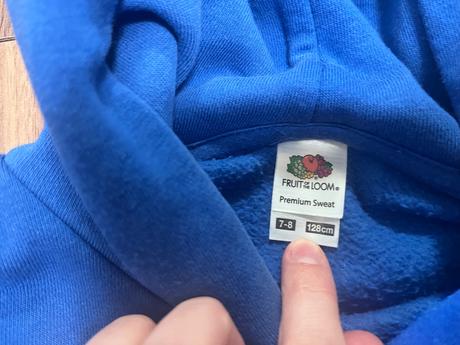 FRUIT OF THE LOOM®
Premium Sweat
7-8 128cm